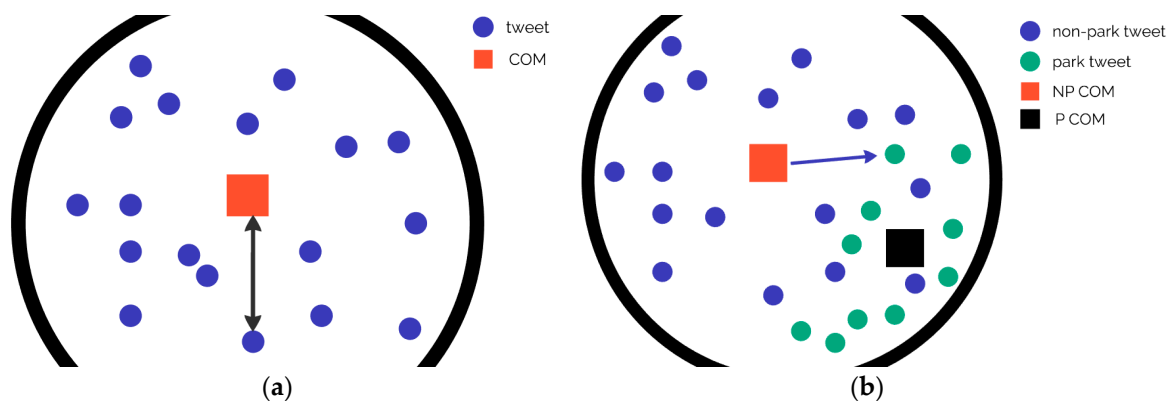 tweet
COM
(a)
non-park tweet
park tweet
NP COM
P COM
(b)